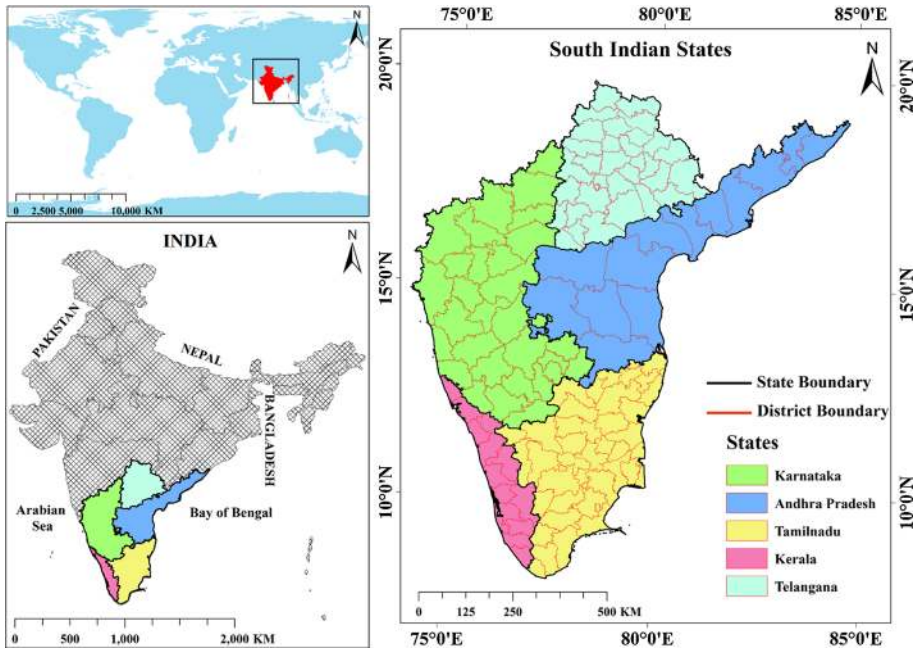 N
0 2,500 5,000 10,000 KM
INDIA
N
PAKISTAN
NEPAL
BANGLADESH
Arabian
Sea
Bay of Bengal
0 500 1,000 2,000 KM
75°0'E 80°0'E 85°0'E
South Indian States
N
20°0'N 20°0'N
15°0'N 15°0'N
10°0'N 10°0'N
State Boundary
District Boundary
States
Karnataka
Andhra Pradesh
Tamilnadu
Kerala
Telangana
0 125 250 500 KM
75°0'E 80°0'E 85°0'E